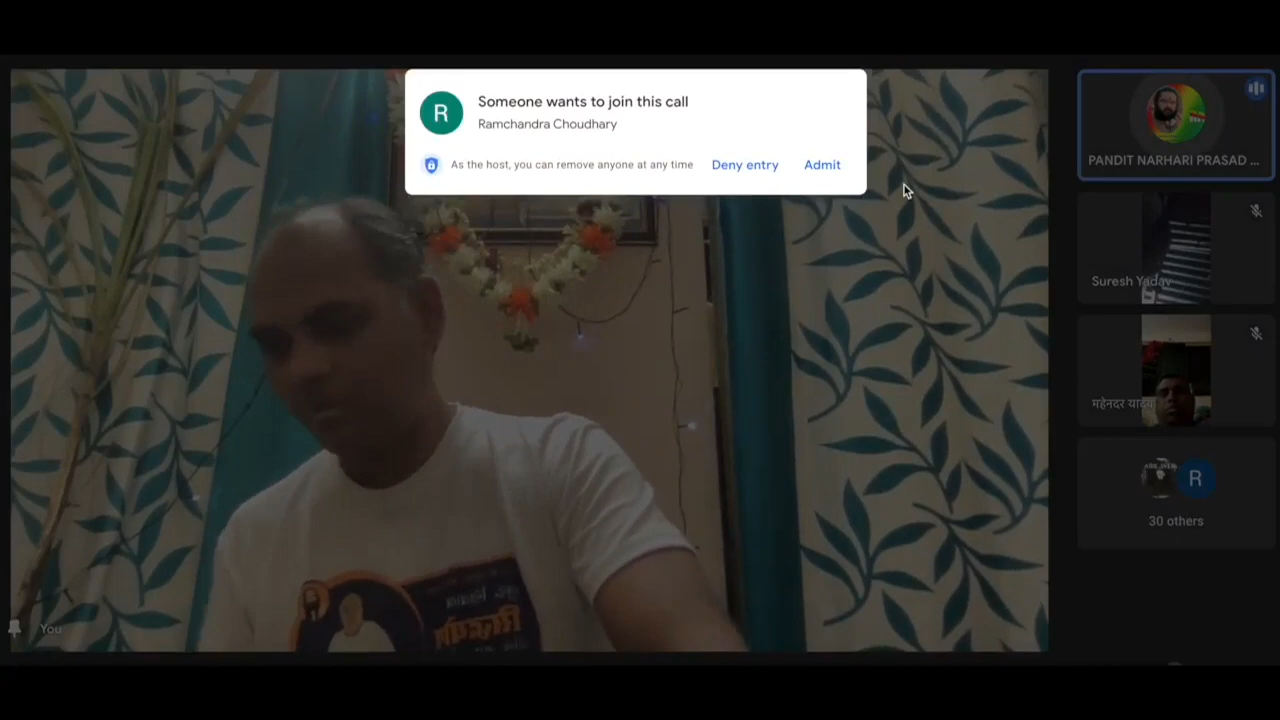 R
Someone wants to join this call
Ramchandra Choudhary
As the host, you can remove anyone at any time
Deny entry
Admit
PANDIT NARHARI PRASAD ...
Suresh Yadav
महेनदर यादव
R
30 others
You